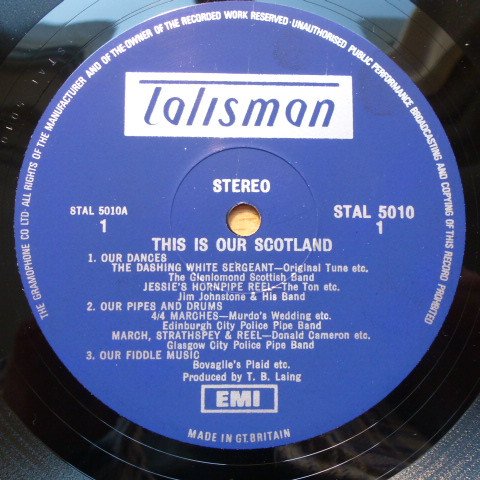 THE GRAMOPHONE CO LTD·ALL RIGHTS OF THE MANUFACTURER AND OF THE OWNER OF THE RECORDED WORK RESERVED·UNAUTHORISED PUBLIC PERFORMANCE BROADCASTING AND COPYING OF THIS RECORD PROHIBITED
Talisman
STEREO
STAL 5010A
1
STAL 5010
1
THIS IS OUR SCOTLAND
1. OUR DANCES
THE DASHING WHITE SERGEANT—Original Tune etc.
The Glenlomond Scottish Band
JESSIE'S HORNPIPE REEL—The Ton etc.
Jim Johnstone & His Band
2. OUR PIPES AND DRUMS
4/4 MARCHES—Murdo's Wedding etc.
Edinburgh City Police Pipe Band
MARCH, STRATHSPEY & REEL—Donald Cameron etc.
Glasgow City Police Pipe Band
3. OUR FIDDLE MUSIC
Bovaglie's Plaid etc.
Produced by T. B. Laing
EMI
MADE IN GT. BRITAIN